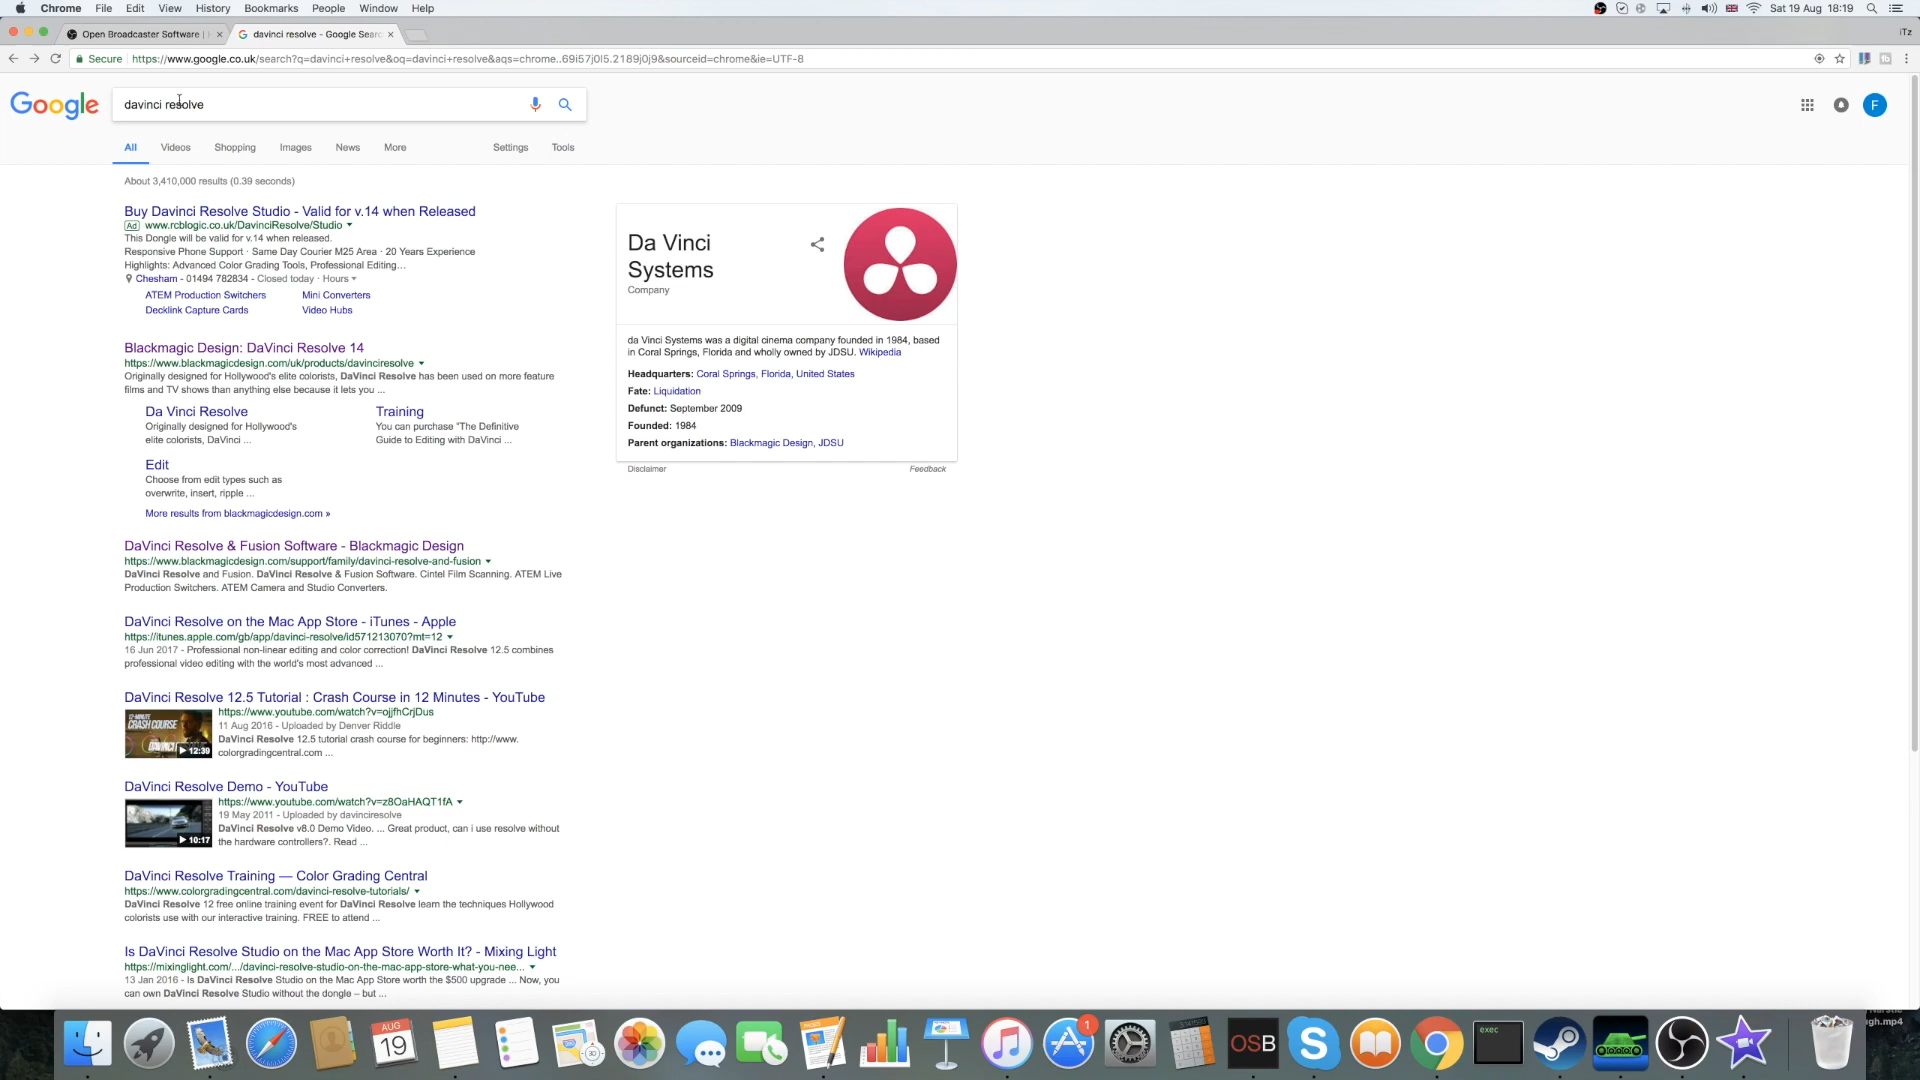 Chrome File Edit View History Bookmarks People Window Help Sat 19 Aug 18:19
Open Broadcaster Software | davinci resolve - Google Sear iTz
Secure https://www.google.co.uk/search?q=davinci+resolve&oq=davinci+resolve&aqs=chrome..69i57j0l5.2189j0j9&sourceid=chrome&ie=UTF-8
Google davinci resolve F
All Videos Shopping Images News More Settings Tools
About 3,410,000 results (0.39 seconds)
Buy Davinci Resolve Studio - Valid for v.14 when Released
Ad www.rcblogic.co.uk/DavinciResolve/Studio
This Dongle will be valid for v.14 when released.
Responsive Phone Support · Same Day Courier M25 Area · 20 Years Experience
Highlights: Advanced Color Grading Tools, Professional Editing…
Chesham - 01494 782834 - Closed today · Hours
ATEM Production Switchers Mini Converters
Decklink Capture Cards Video Hubs
Blackmagic Design: DaVinci Resolve 14
https://www.blackmagicdesign.com/uk/products/davinciresolve
Originally designed for Hollywood's elite colorists, DaVinci Resolve has been used on more feature
films and TV shows than anything else because it lets you ...
Da Vinci Resolve
Originally designed for Hollywood's
elite colorists, DaVinci ...
Training
You can purchase "The Definitive
Guide to Editing with DaVinci ...
Edit
Choose from edit types such as
overwrite, insert, ripple ...
More results from blackmagicdesign.com »
DaVinci Resolve & Fusion Software - Blackmagic Design
https://www.blackmagicdesign.com/support/family/davinci-resolve-and-fusion
DaVinci Resolve and Fusion. DaVinci Resolve & Fusion Software. Cintel Film Scanning. ATEM Live
Production Switchers. ATEM Camera and Studio Converters.
DaVinci Resolve on the Mac App Store - iTunes - Apple
https://itunes.apple.com/gb/app/davinci-resolve/id571213070?mt=12
16 Jun 2017 - Professional non-linear editing and color correction! DaVinci Resolve 12.5 combines
professional video editing with the world's most advanced ...
DaVinci Resolve 12.5 Tutorial : Crash Course in 12 Minutes - YouTube
https://www.youtube.com/watch?v=ojjfhCrjDus
11 Aug 2016 - Uploaded by Denver Riddle
DaVinci Resolve 12.5 tutorial crash course for beginners: http://www.
colorgradingcentral.com ...
12-MINUTE
CRASH COURSE
DAVINCI
12:39
DaVinci Resolve Demo - YouTube
https://www.youtube.com/watch?v=z8OaHAQT1fA
19 May 2011 - Uploaded by davinciresolve
DaVinci Resolve v8.0 Demo Video. ... Great product, can i use resolve without
the hardware controllers?. Read ...
10:17
DaVinci Resolve Training — Color Grading Central
https://www.colorgradingcentral.com/davinci-resolve-tutorials/
DaVinci Resolve 12 free online training event for DaVinci Resolve learn the techniques Hollywood
colorists use with our interactive training. FREE to attend ...
Is DaVinci Resolve Studio on the Mac App Store Worth It? - Mixing Light
https://mixinglight.com/.../davinci-resolve-studio-on-the-mac-app-store-what-you-nee...
13 Jan 2016 - Is DaVinci Resolve Studio on the Mac App Store worth the $500 upgrade ... Now, you
can own DaVinci Resolve Studio without the dongle – but ...
Da Vinci
Systems
Company
da Vinci Systems was a digital cinema company founded in 1984, based
in Coral Springs, Florida and wholly owned by JDSU. Wikipedia
Headquarters: Coral Springs, Florida, United States
Fate: Liquidation
Defunct: September 2009
Founded: 1984
Parent organizations: Blackmagic Design, JDSU
Disclaimer Feedback
AUG
19
30
PAGES
1
OSB
exec
gh.mp4